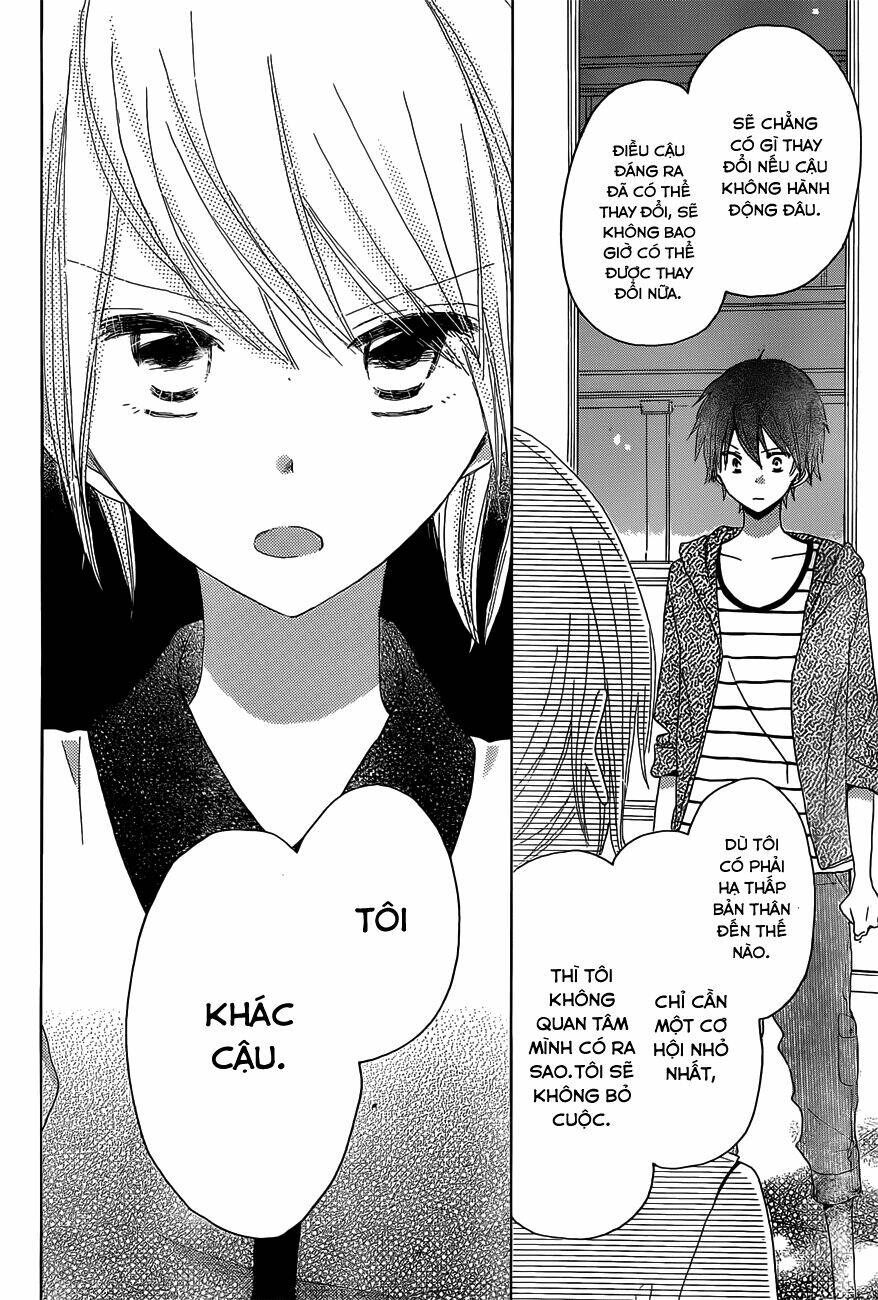 SẼ CHẲNG
CÓ GÌ THAY
ĐỔI NẾU CẬU
KHÔNG HÀNH
ĐỘNG ĐÂU.
ĐIỀU CẬU
ĐÁNG RA
ĐÃ CÓ THỂ
THAY ĐỔI, SẼ
KHÔNG BAO
GIỜ CÓ THỂ
ĐƯỢC THAY
ĐỔI NỮA.
DÙ TÔI
CÓ PHẢI
HẠ THẤP
BẢN THÂN
ĐẾN THẾ
NÀO.
CHỈ CẦN
MỘT CƠ
HỘI NHỎ
NHẤT,
THÌ TÔI
KHÔNG
QUAN TÂM
MÌNH CÓ RA
SAO.TÔI SẼ
KHÔNG BỎ
CUỘC.
TÔI
KHÁC
CẬU.